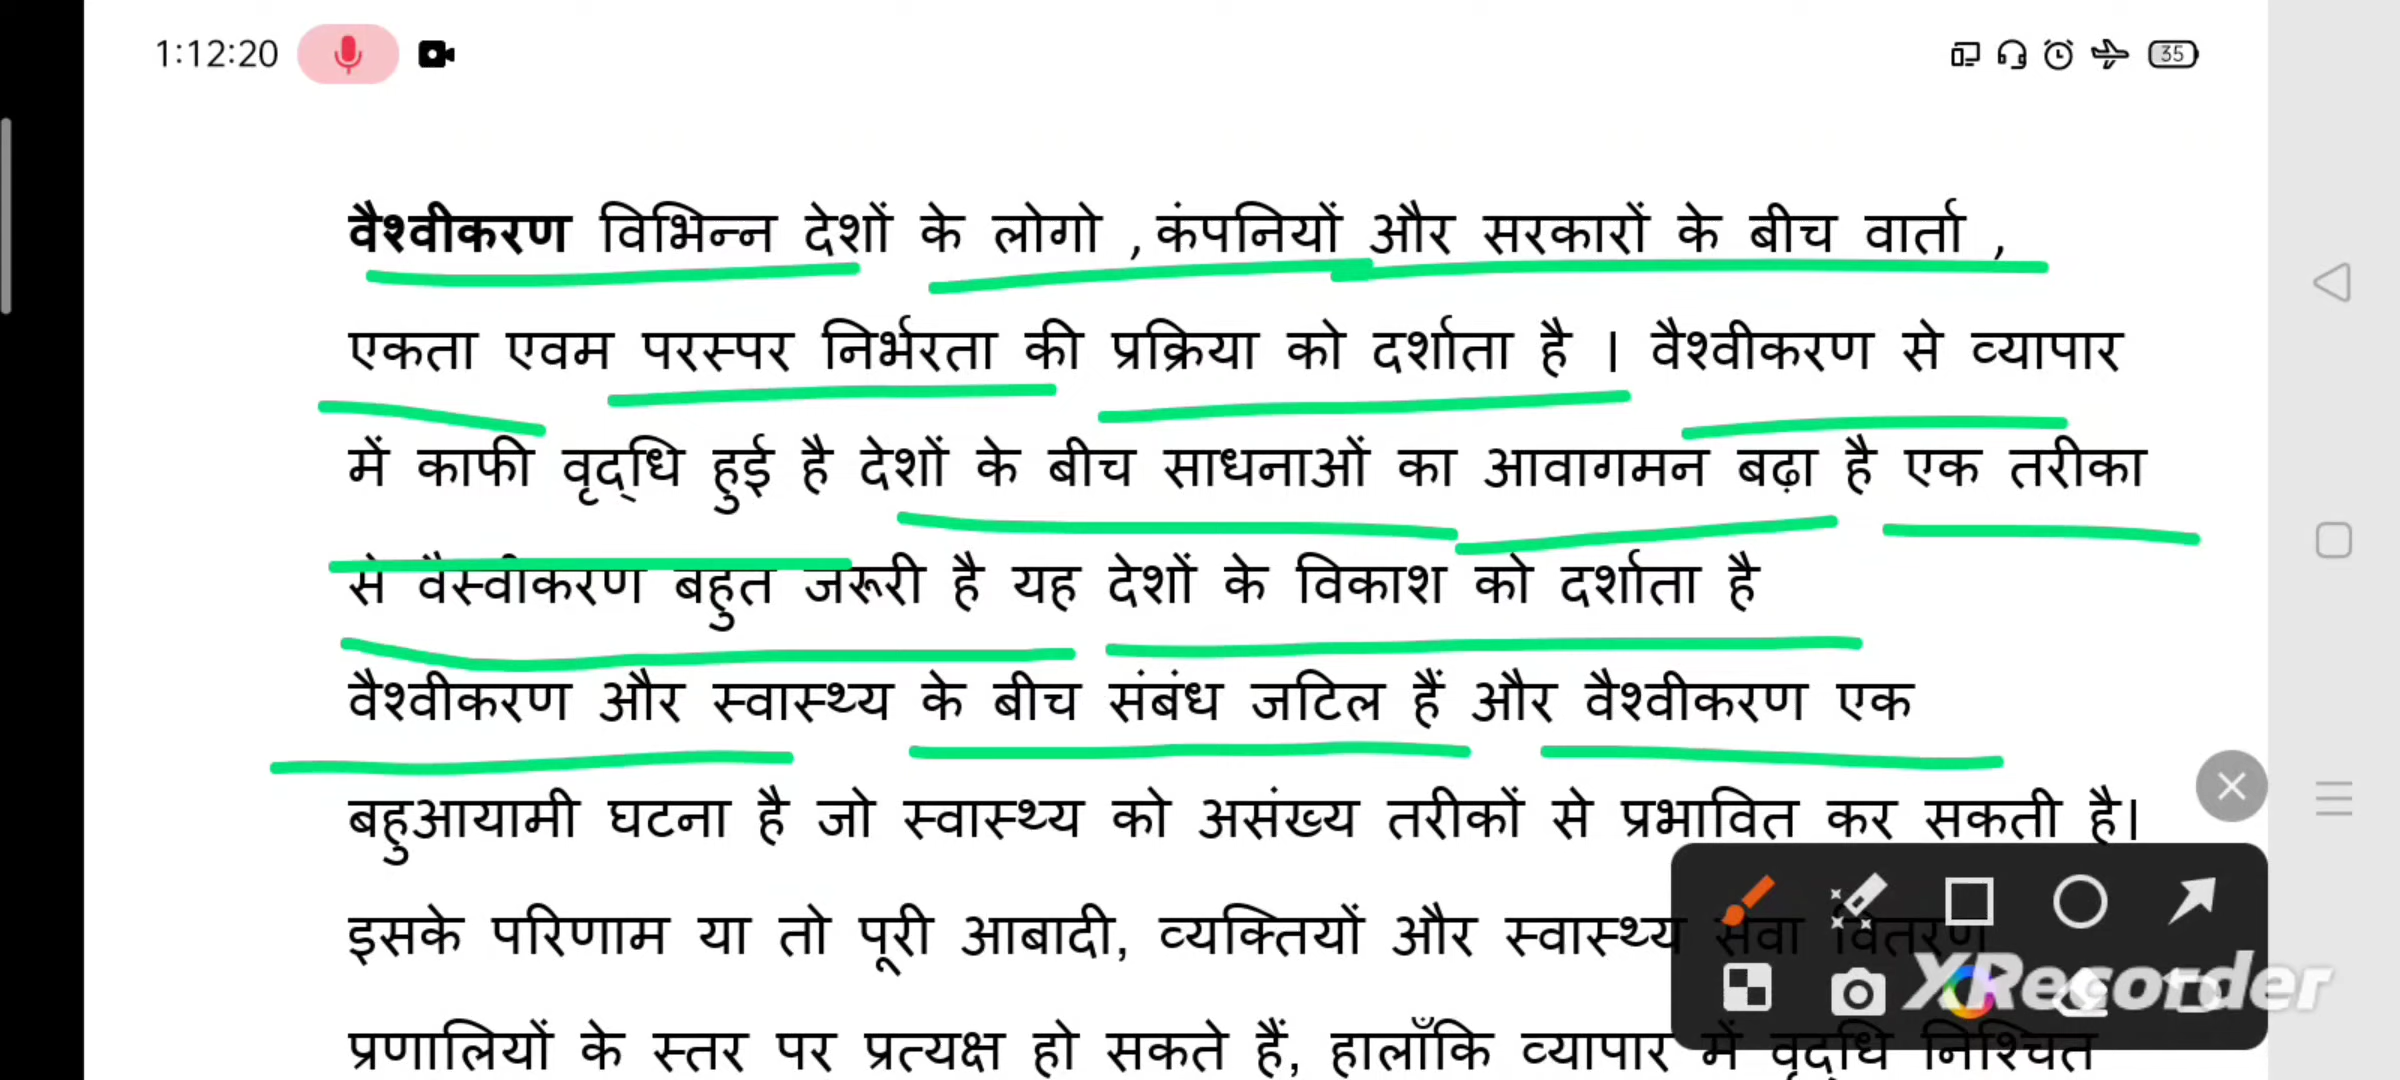 1:12:20
35
वैश्वीकरण विभिन्न देशों के लोगो ,कंपनियों और सरकारों के बीच वार्ता ,
एकता एवम परस्पर निर्भरता की प्रक्रिया को दर्शाता है । वैश्वीकरण से व्यापार
में काफी वृद्धि हुई है देशों के बीच साधनाओं का आवागमन बढ़ा है एक तरीका
से वैस्वीकरण बहुत जरूरी है यह देशों के विकाश को दर्शाता है
वैश्वीकरण और स्वास्थ्य के बीच संबंध जटिल हैं और वैश्वीकरण एक
बहुआयामी घटना है जो स्वास्थ्य को असंख्य तरीकों से प्रभावित कर सकती है।
इसके परिणाम या तो पूरी आबादी, व्यक्तियों और स्वास्थ्य सेवा वितरण
प्रणालियों के स्तर पर प्रत्यक्ष हो सकते हैं, हालाँकि व्यापार में वृद्धि निश्चित
XRecorder